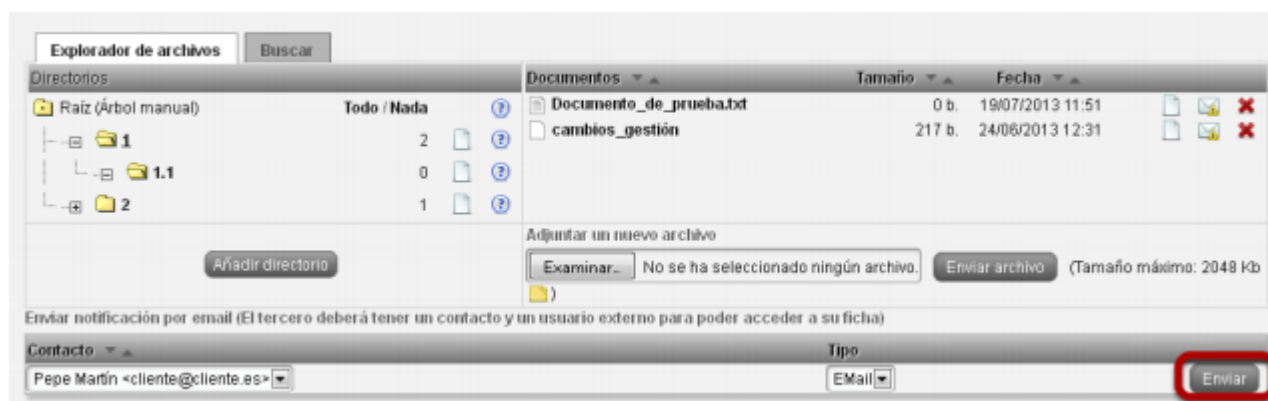 Explorador de archivos Buscar
Directorios Documentos Tamaño Fecha
Raíz (Árbol manual) Todo / Nada Documento_de_prueba.txt 0 b. 19/07/2013 11:51
1 2 cambios_gestión 217 b. 24/06/2013 12:31
1.1 0
2 1
Adjuntar un nuevo archivo
Añadir directorio Examinar_ No se ha seleccionado ningún archivo. Enviar archivo (Tamaño máximo: 2048 Kb
)
Enviar notificación por email (El tercero deberá tener un contacto y un usuario externo para poder acceder a su ficha)
Contacto Tipo
Pepe Martín <cliente@cliente.es> EMail Enviar